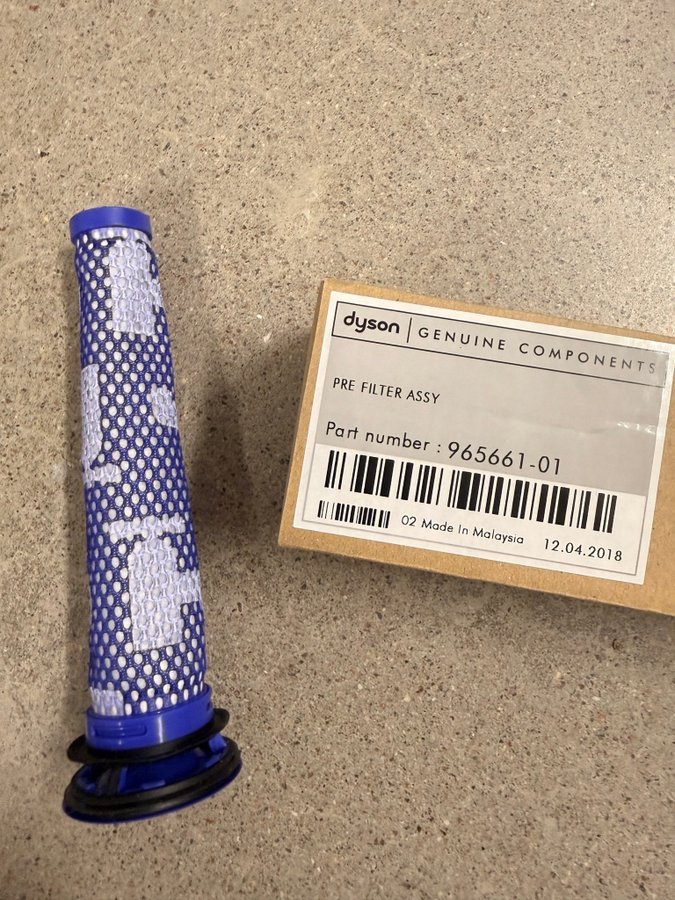 dyson | GENUINE COMPONENTS
PRE FILTER ASSY
Part number : 965661-01
02 Made In Malaysia 12.04.2018